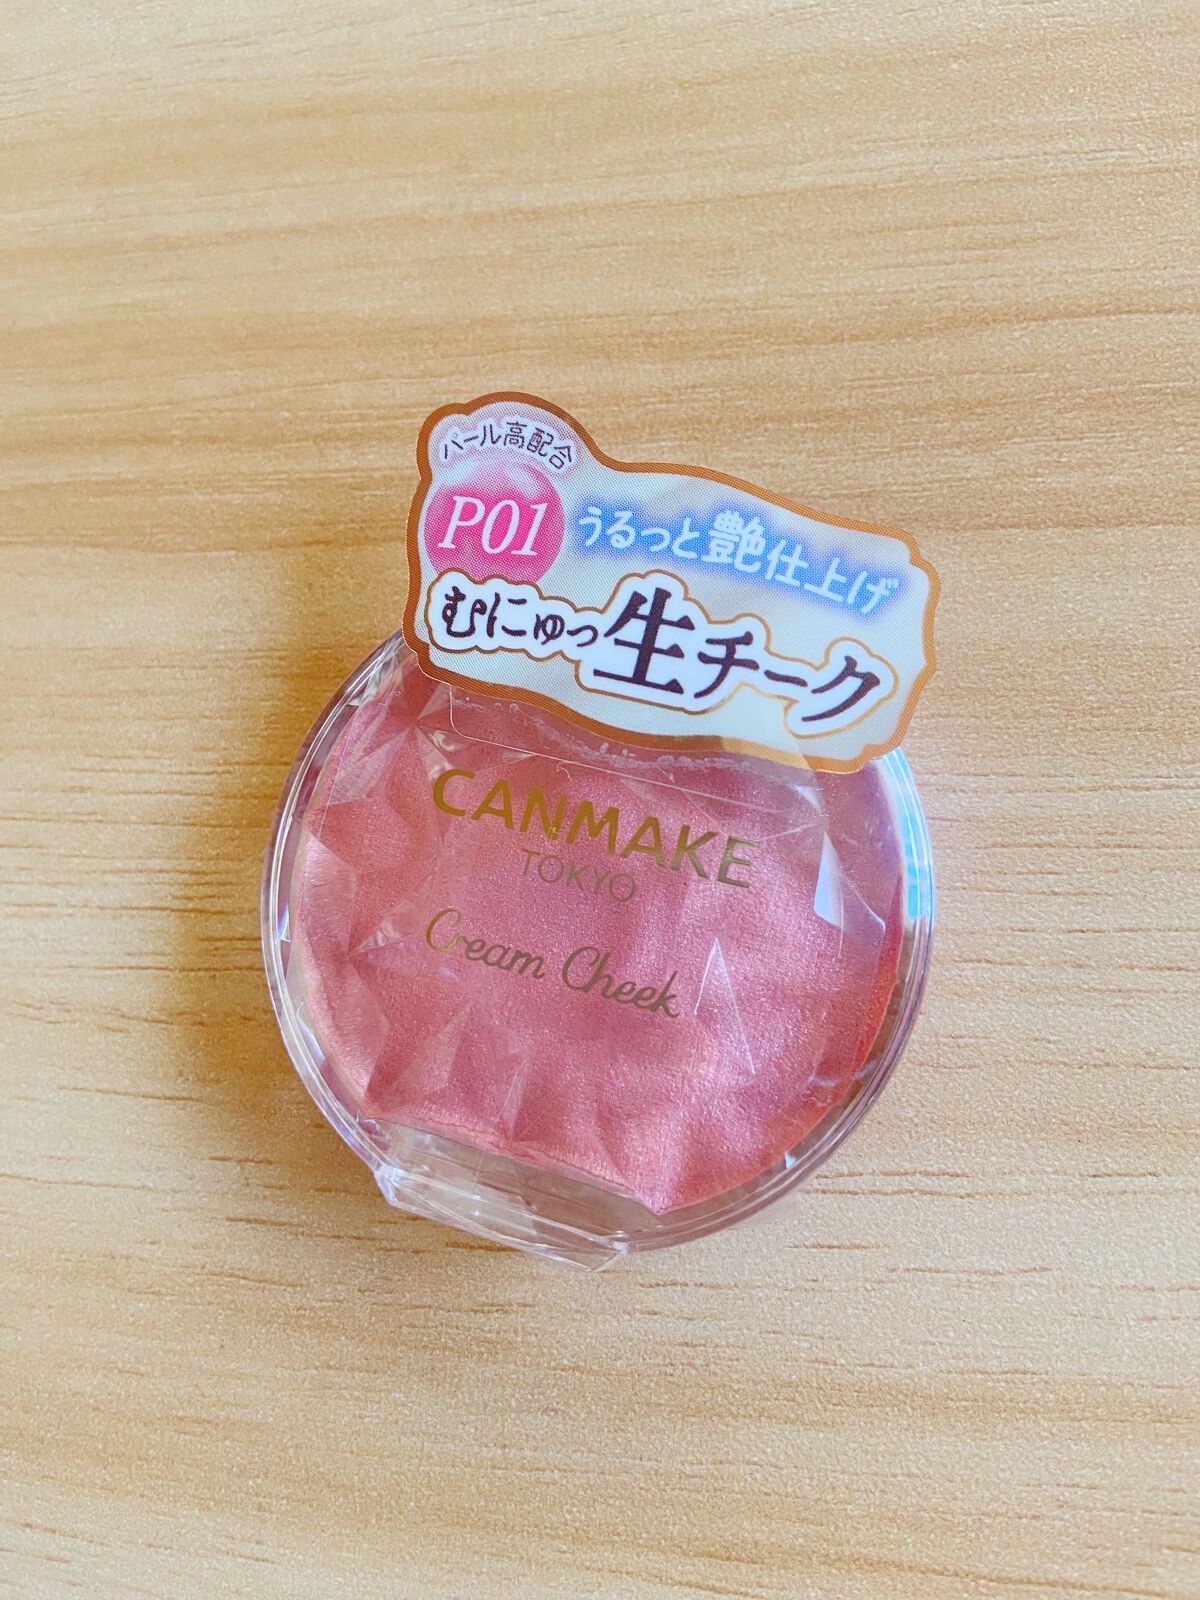 パール高配合
P01
うるっと艶仕上げ
むにゅっ生チーク
CANMAKE
TOKYO
Cream Cheek